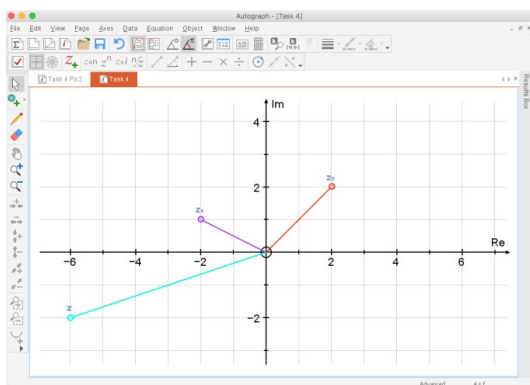 Autograph - [Task 4]
File Edit View Page Axes Data Equation Object Window Help
z×n zⁿ z×i ⁿ√z
Task 4 Pic2 Task 4
Results Box
Im
4
z₂
2
z₁
Re
-6 -4 -2 2 4 6
z
-2
Advanced